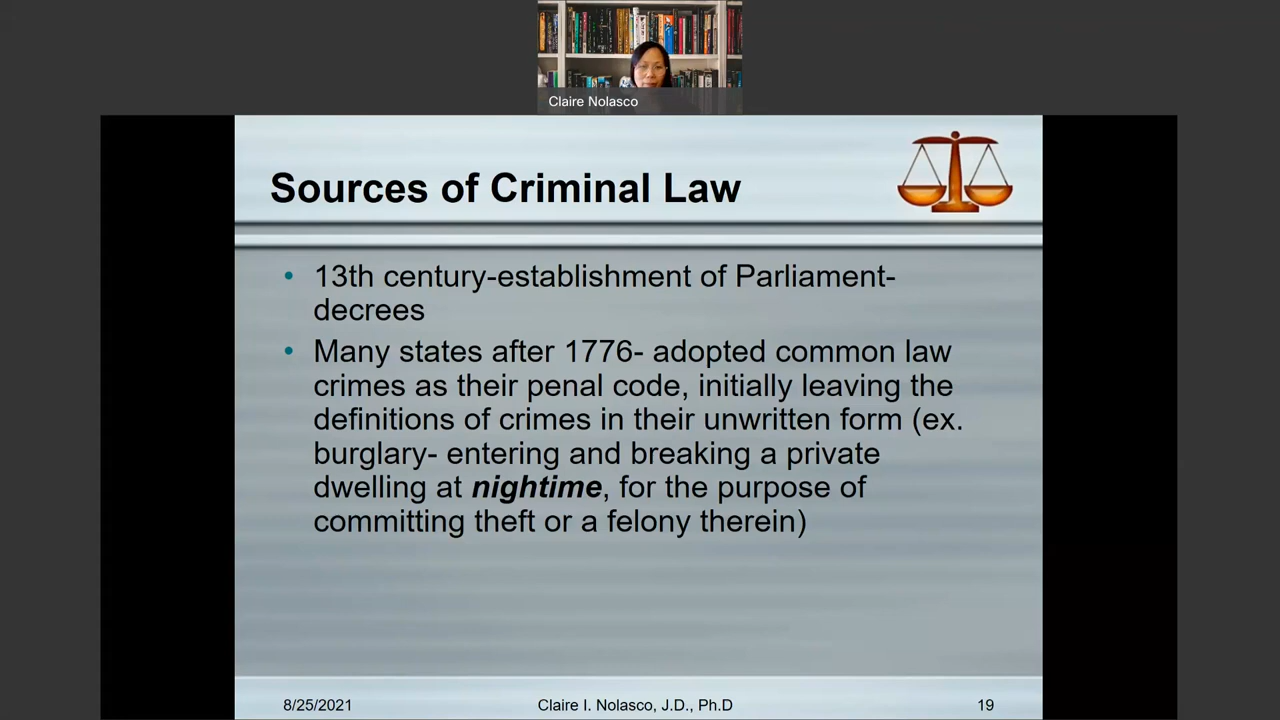 Claire Nolasco
Sources of Criminal Law
• 13th century-establishment of Parliament-
decrees
• Many states after 1776- adopted common law
crimes as their penal code, initially leaving the
definitions of crimes in their unwritten form (ex.
burglary- entering and breaking a private
dwelling at nightime, for the purpose of
committing theft or a felony therein)
8/25/2021 Claire I. Nolasco, J.D., Ph.D 19